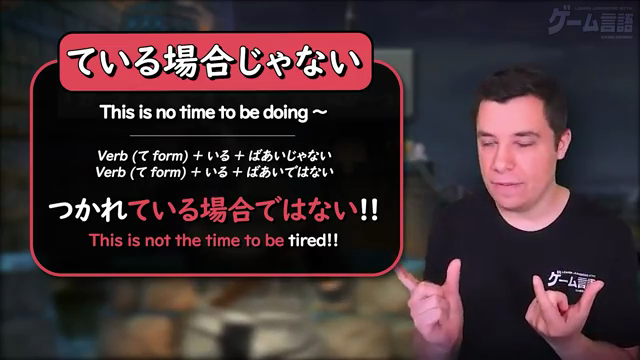 ている場合じゃない
This is no time to be doing ～
Verb (て form) + いる + ばあいじゃない
Verb (て form) + いる + ばあいではない
つかれている場合ではない!!
This is not the time to be tired!!
ゲーム言語
ゲーム言語